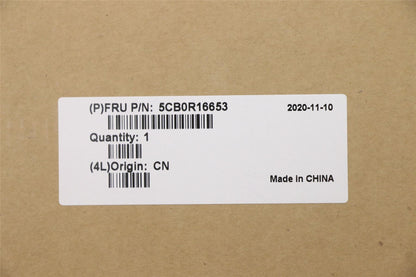 (P)FRU P/N: 5CB0R16653 2020-11-10
Quantity: 1
(4L)Origin: CN
Made in CHINA